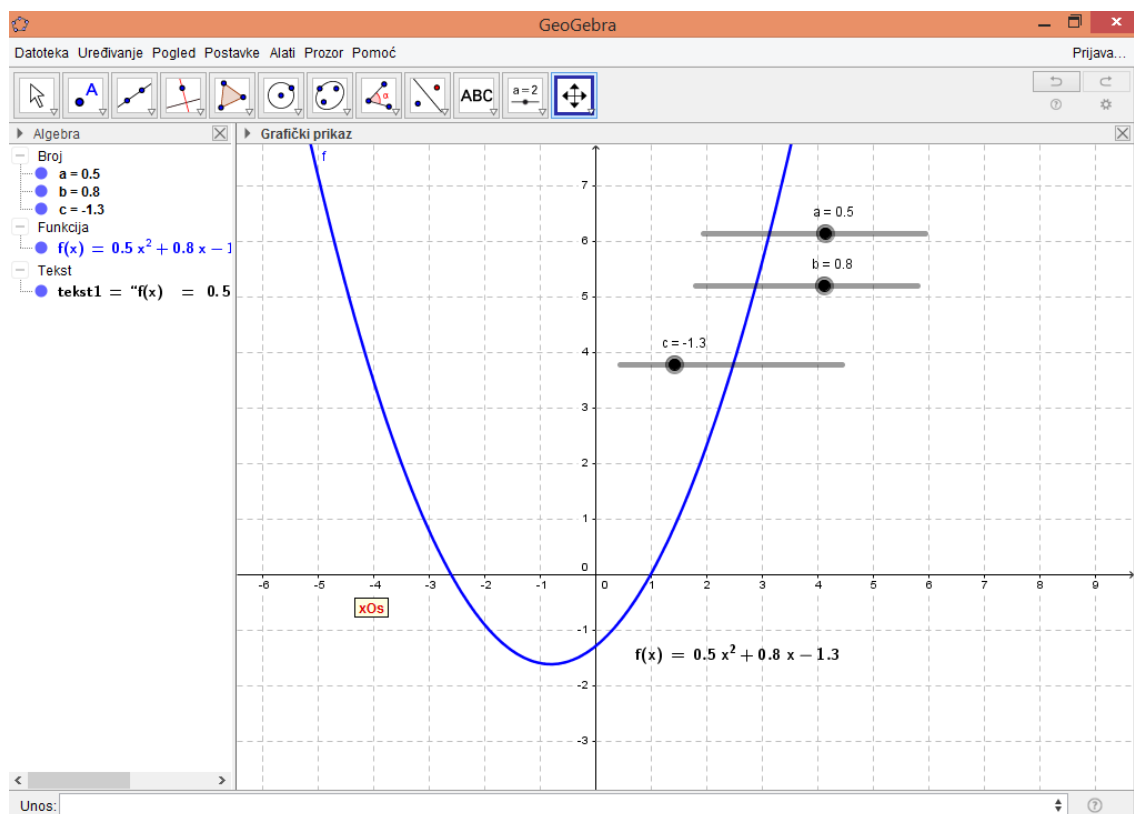 GeoGebra
Datoteka Uređivanje Pogled Postavke Alati Prozor Pomoć Prijava...
A α ABC a = 2
Algebra
Grafički prikaz
Broj
a = 0.5
b = 0.8
c = -1.3
Funkcija
f(x) = 0.5 x² + 0.8 x − 1
Tekst
tekst1 = “f(x) = 0.5
f
a = 0.5
b = 0.8
c = -1.3
7
6
5
4
3
2
1
0
-6 -5 -4 -3 -2 -1 0 1 2 3 4 5 6 7 8 9
xOs
-1
f(x) = 0.5 x² + 0.8 x − 1.3
-2
-3
Unos: